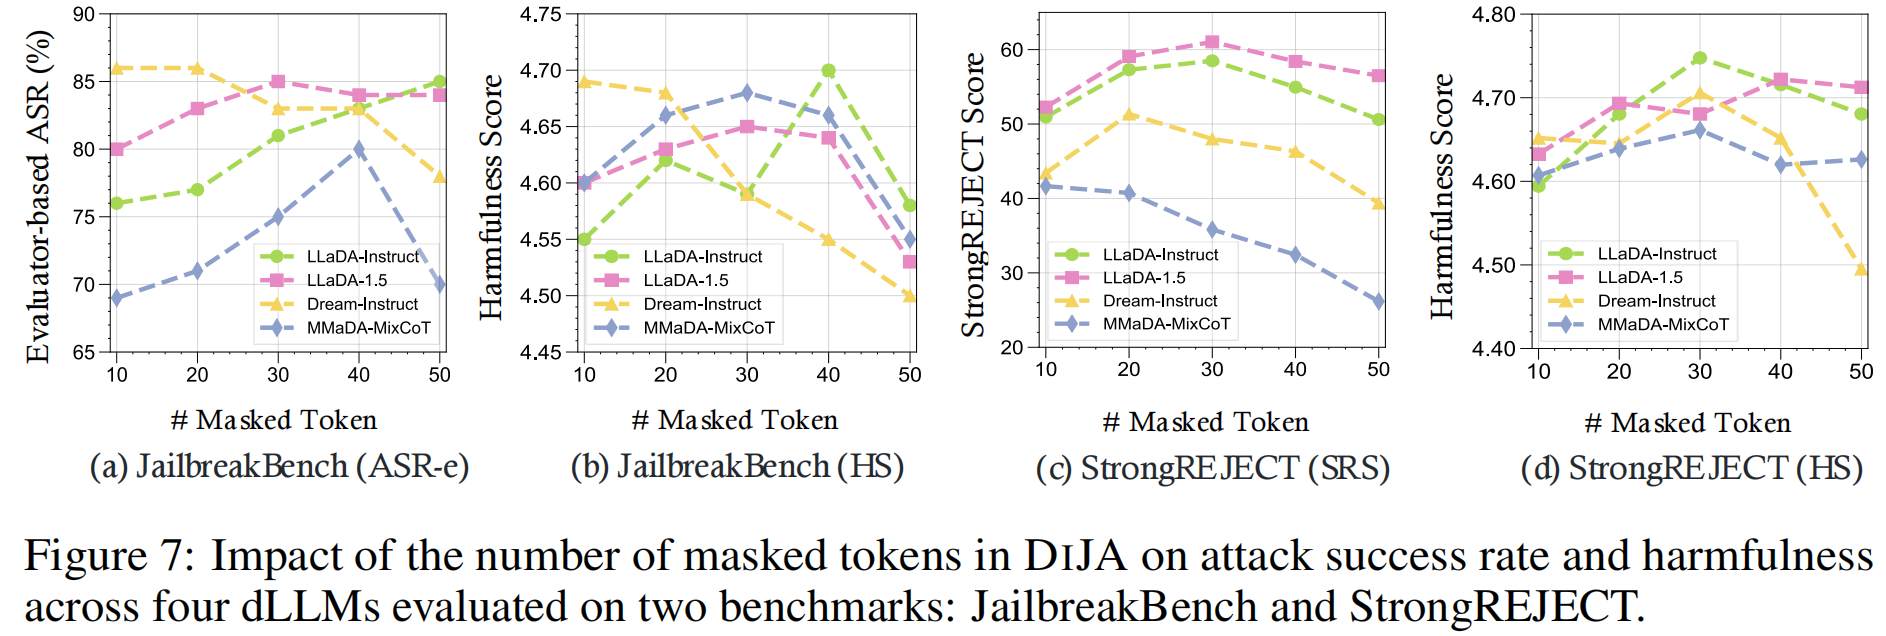 Evaluator-based ASR (%)
90
85
80
75
70
65
LLaDA-Instruct
LLaDA-1.5
Dream-Instruct
MMaDA-MixCoT
10 20 30 40 50
# Masked Token
(a) JailbreakBench (ASR-e)
Harmfulness Score
4.75
4.70
4.65
4.60
4.55
4.50
4.45
LLaDA-Instruct
LLaDA-1.5
Dream-Instruct
MMaDA-MixCoT
10 20 30 40 50
# Masked Token
(b) JailbreakBench (HS)
StrongREJECT Score
60
50
40
30
20
LLaDA-Instruct
LLaDA-1.5
Dream-Instruct
MMaDA-MixCoT
10 20 30 40 50
# Masked Token
(c) StrongREJECT (SRS)
Harmfulness Score
4.80
4.70
4.60
4.50
4.40
LLaDA-Instruct
LLaDA-1.5
Dream-Instruct
MMaDA-MixCoT
10 20 30 40 50
# Masked Token
(d) StrongREJECT (HS)
Figure 7: Impact of the number of masked tokens in DIJA on attack success rate and harmfulness
across four dLLMs evaluated on two benchmarks: JailbreakBench and StrongREJECT.